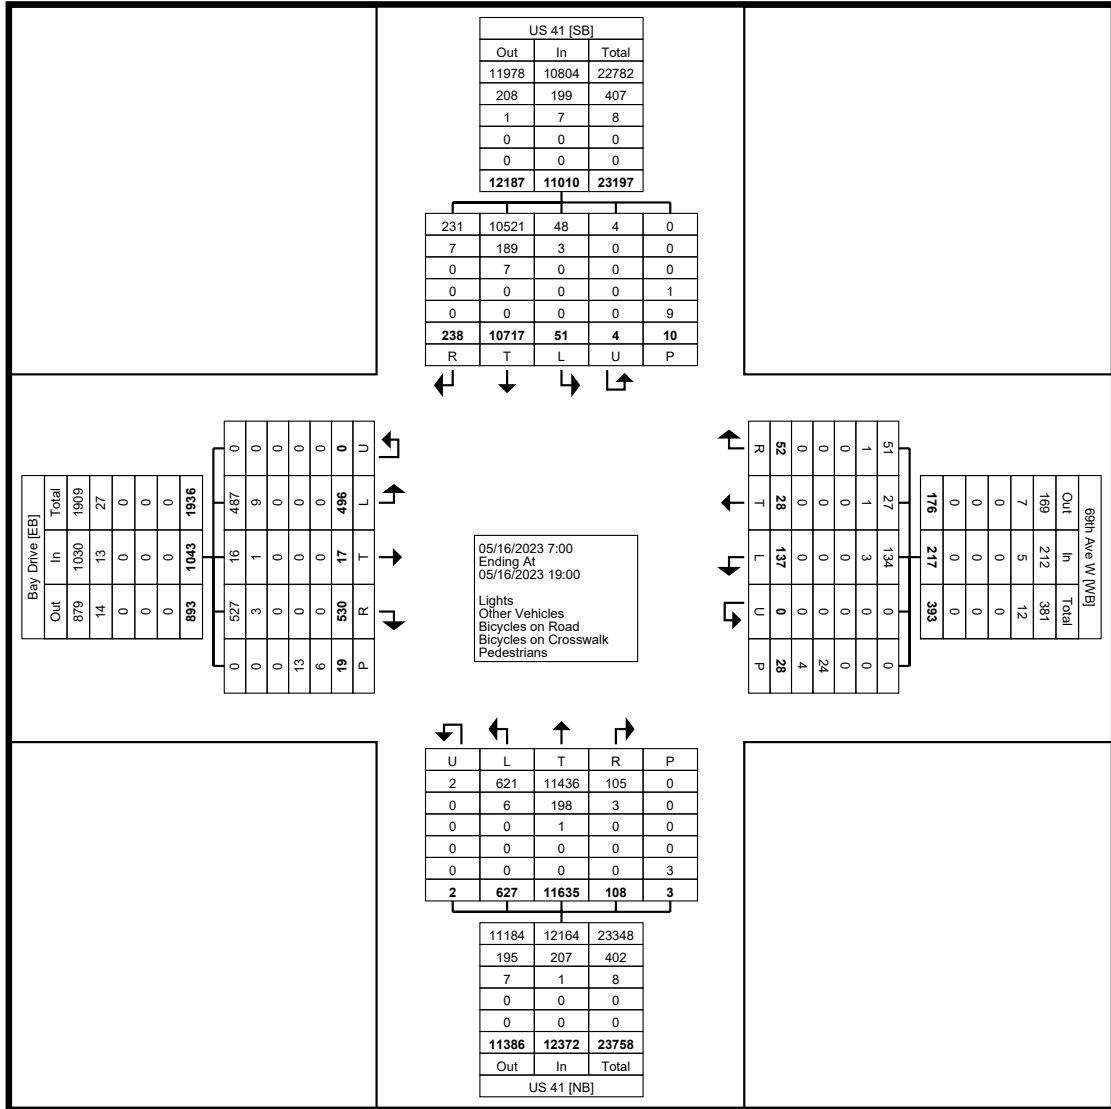 US 41 [SB]
Out In Total
11978 10804 22782
208 199 407
1 7 8
0 0 0
0 0 0
12187 11010 23197
231 10521 48 4 0
7 189 3 0 0
0 7 0 0 0
0 0 0 0 1
0 0 0 0 9
238 10717 51 4 10
R T L U P
Bay Drive [EB]
Total In Out
1909 1030 879
27 13 14
0 0 0
0 0 0
0 0 0
1936 1043 893
0 487 16 527 0
0 9 1 3 0
0 0 0 0 0
0 0 0 0 13
0 0 0 0 6
0 496 17 530 19
U L T R P
05/16/2023 7:00
Ending At
05/16/2023 19:00
Lights
Other Vehicles
Bicycles on Road
Bicycles on Crosswalk
Pedestrians
R T L U P
52 28 137 0 28
0 0 0 0 4
0 0 0 0 24
0 0 0 0 0
1 1 3 0 0
51 27 134 0 0
176 217 393
0 0 0
0 0 0
0 0 0
7 5 12
169 212 381
Out In Total
69th Ave W [WB]
U L T R P
2 621 11436 105 0
0 6 198 3 0
0 0 1 0 0
0 0 0 0 0
0 0 0 0 3
2 627 11635 108 3
11184 12164 23348
195 207 402
7 1 8
0 0 0
0 0 0
11386 12372 23758
Out In Total
US 41 [NB]